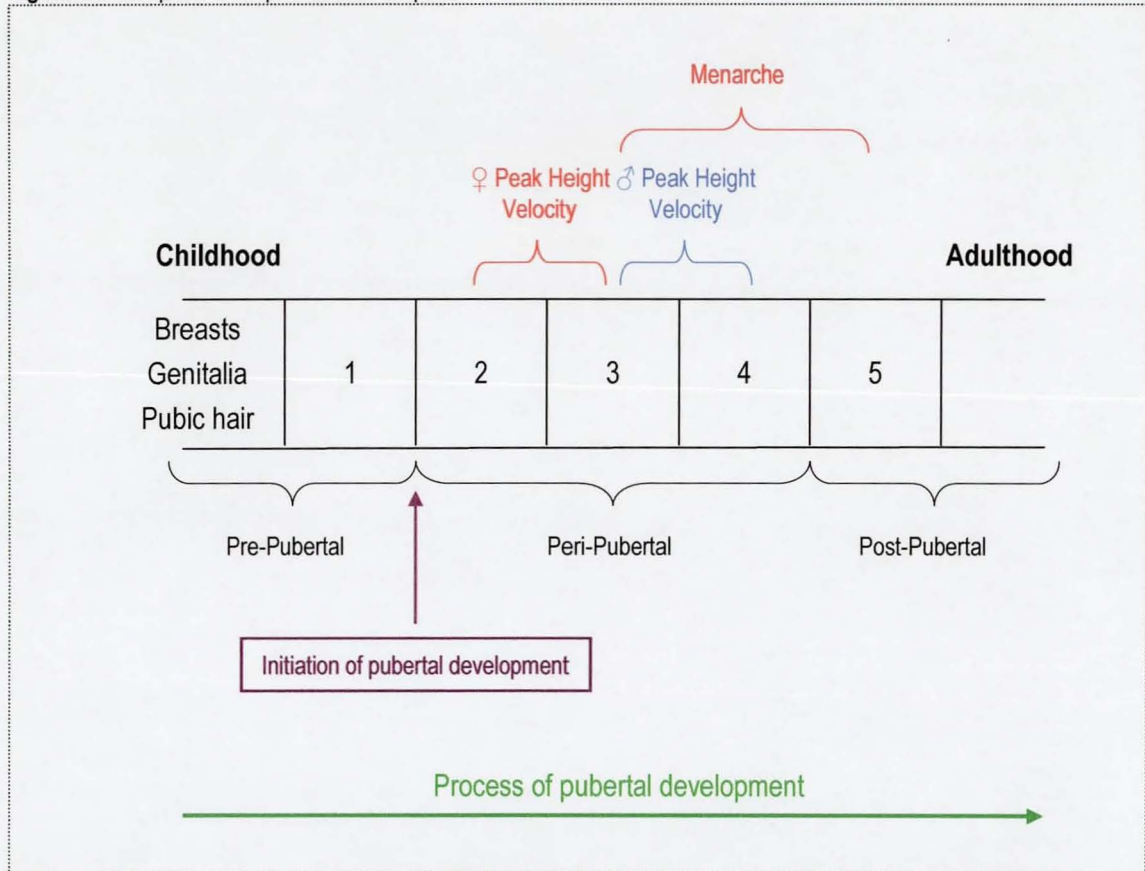 Menarche
♀ Peak Height
Velocity
♂ Peak Height
Velocity
Childhood
Adulthood
Breasts
Genitalia
Pubic hair
1
2
3
4
5
Pre-Pubertal
Peri-Pubertal
Post-Pubertal
Initiation of pubertal development
Process of pubertal development